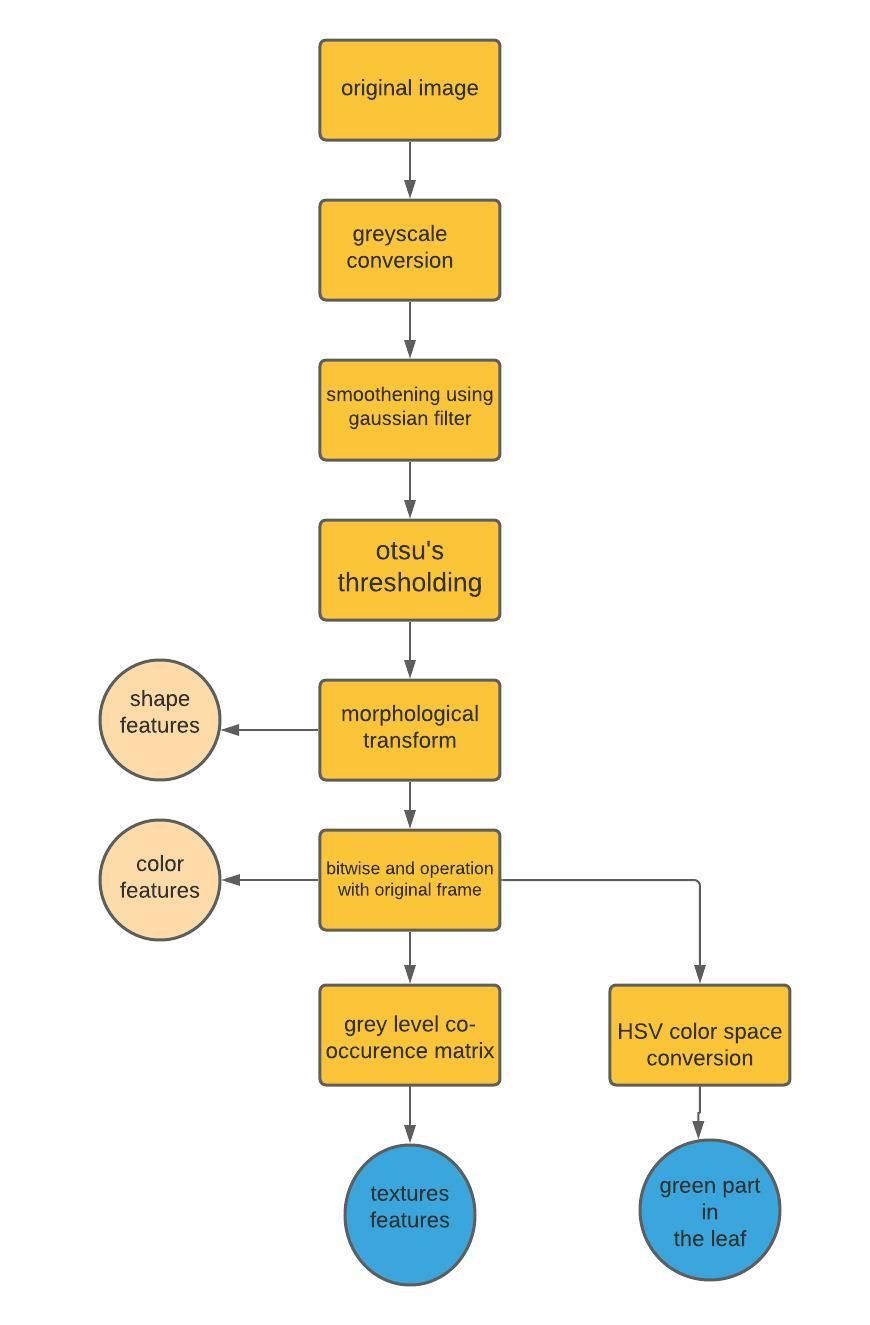 original image
greyscale
conversion
smoothening using
gaussian filter
otsu's
thresholding
shape
features
morphological
transform
color
features
bitwise and operation
with original frame
grey level co-
occurence matrix
HSV color space
conversion
textures
features
green part
in
the leaf